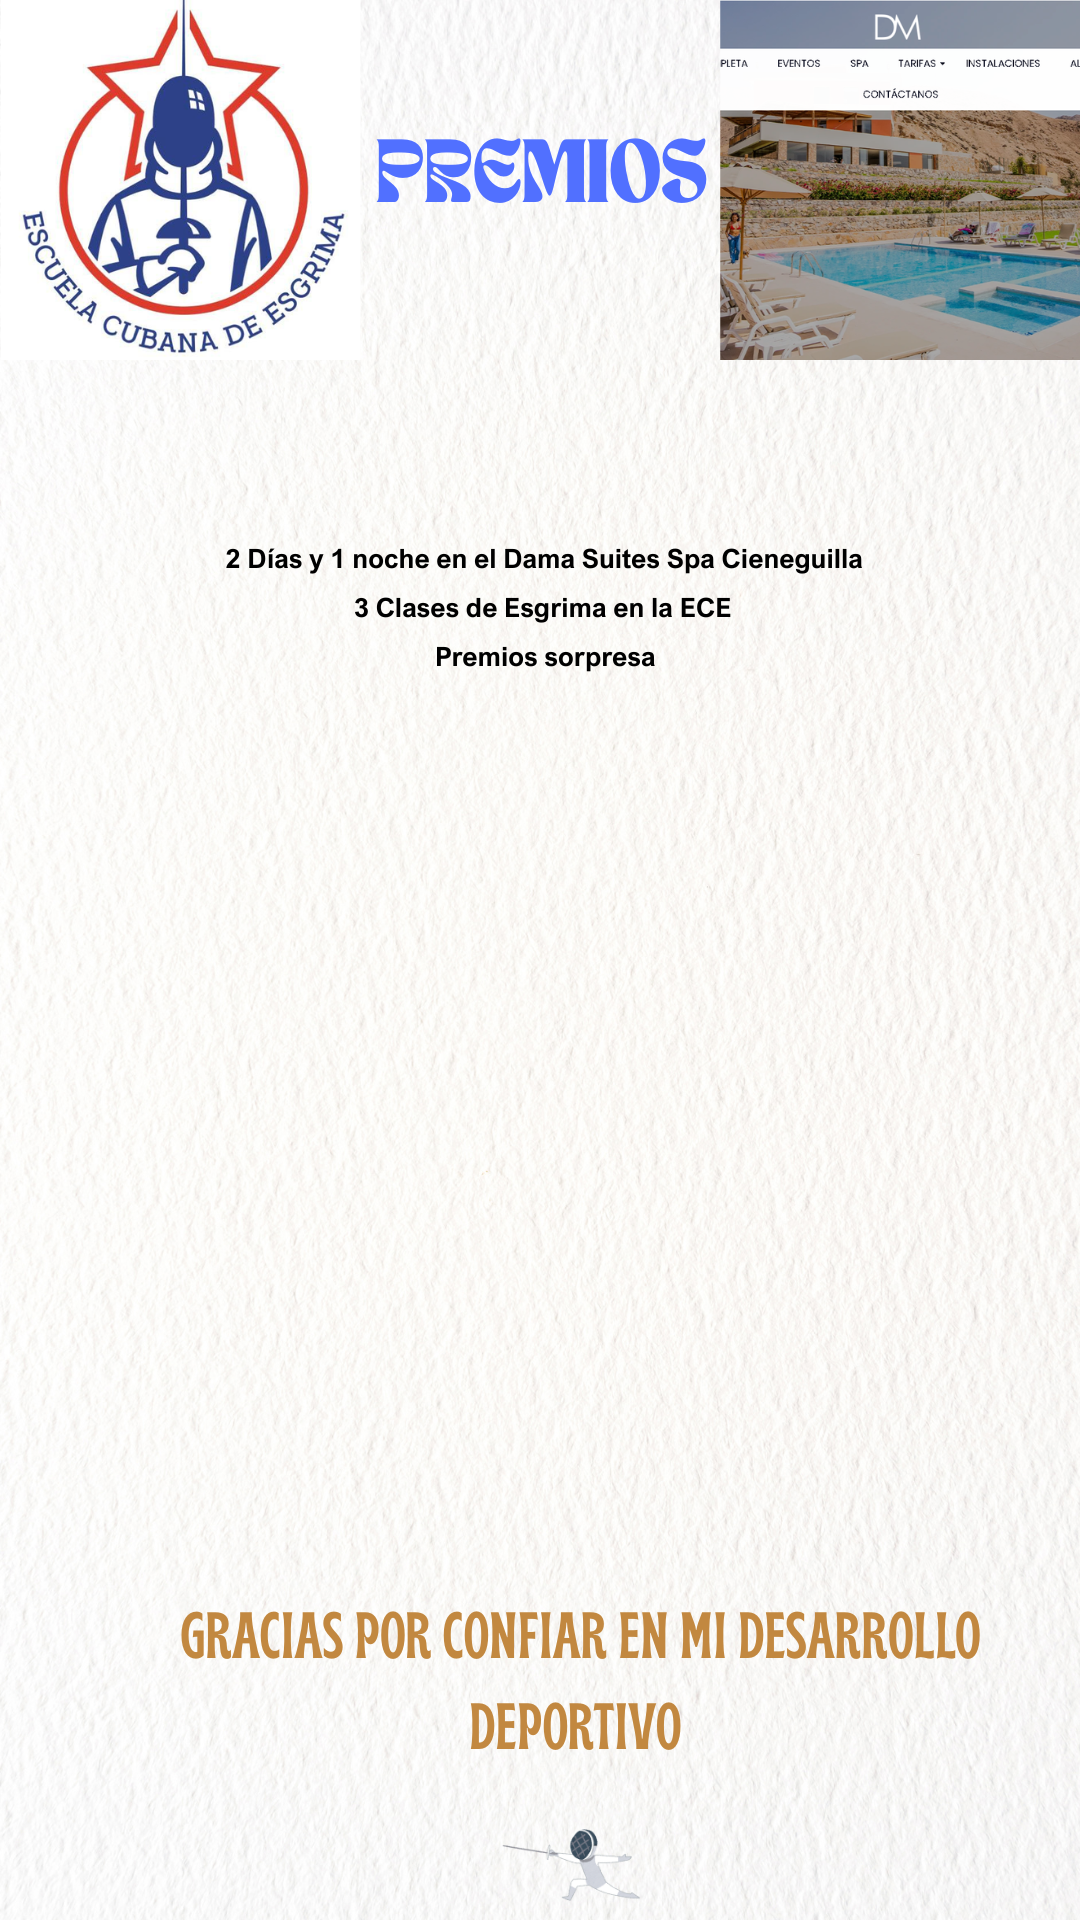 ESCUELA CUBANA DE ESGRIMA
PREMIOS
DM
PLETA EVENTOS SPA TARIFAS INSTALACIONES AL
CONTÁCTANOS
2 Días y 1 noche en el Dama Suites Spa Cieneguilla
3 Clases de Esgrima en la ECE
Premios sorpresa
GRACIAS POR CONFIAR EN MI DESARROLLO
DEPORTIVO